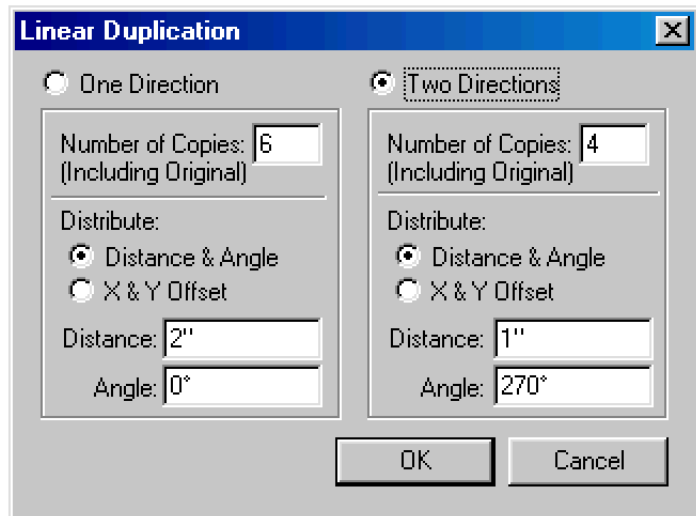 Linear Duplication
One Direction
Two Directions
Number of Copies: 6
(Including Original)
Distribute:
Distance & Angle
X & Y Offset
Distance: 2"
Angle: 0°
Number of Copies: 4
(Including Original)
Distribute:
Distance & Angle
X & Y Offset
Distance: 1"
Angle: 270°
OK
Cancel